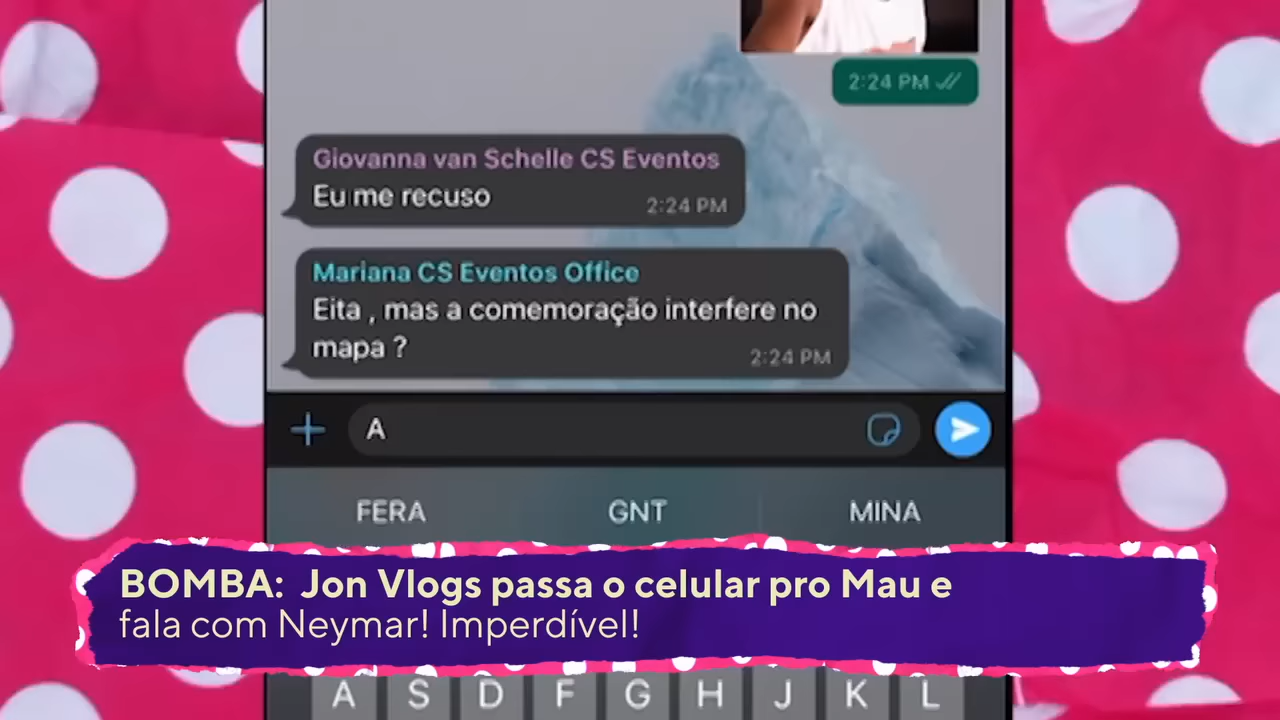 2:24 PM
Giovanna van Schelle CS Eventos
Eu me recuso
2:24 PM
Mariana CS Eventos Office
Eita , mas a comemoração interfere no
mapa ?
2:24 PM
A
FERA GNT MINA
BOMBA: Jon Vlogs passa o celular pro Mau e
fala com Neymar! Imperdível!
A S D F G H J K L